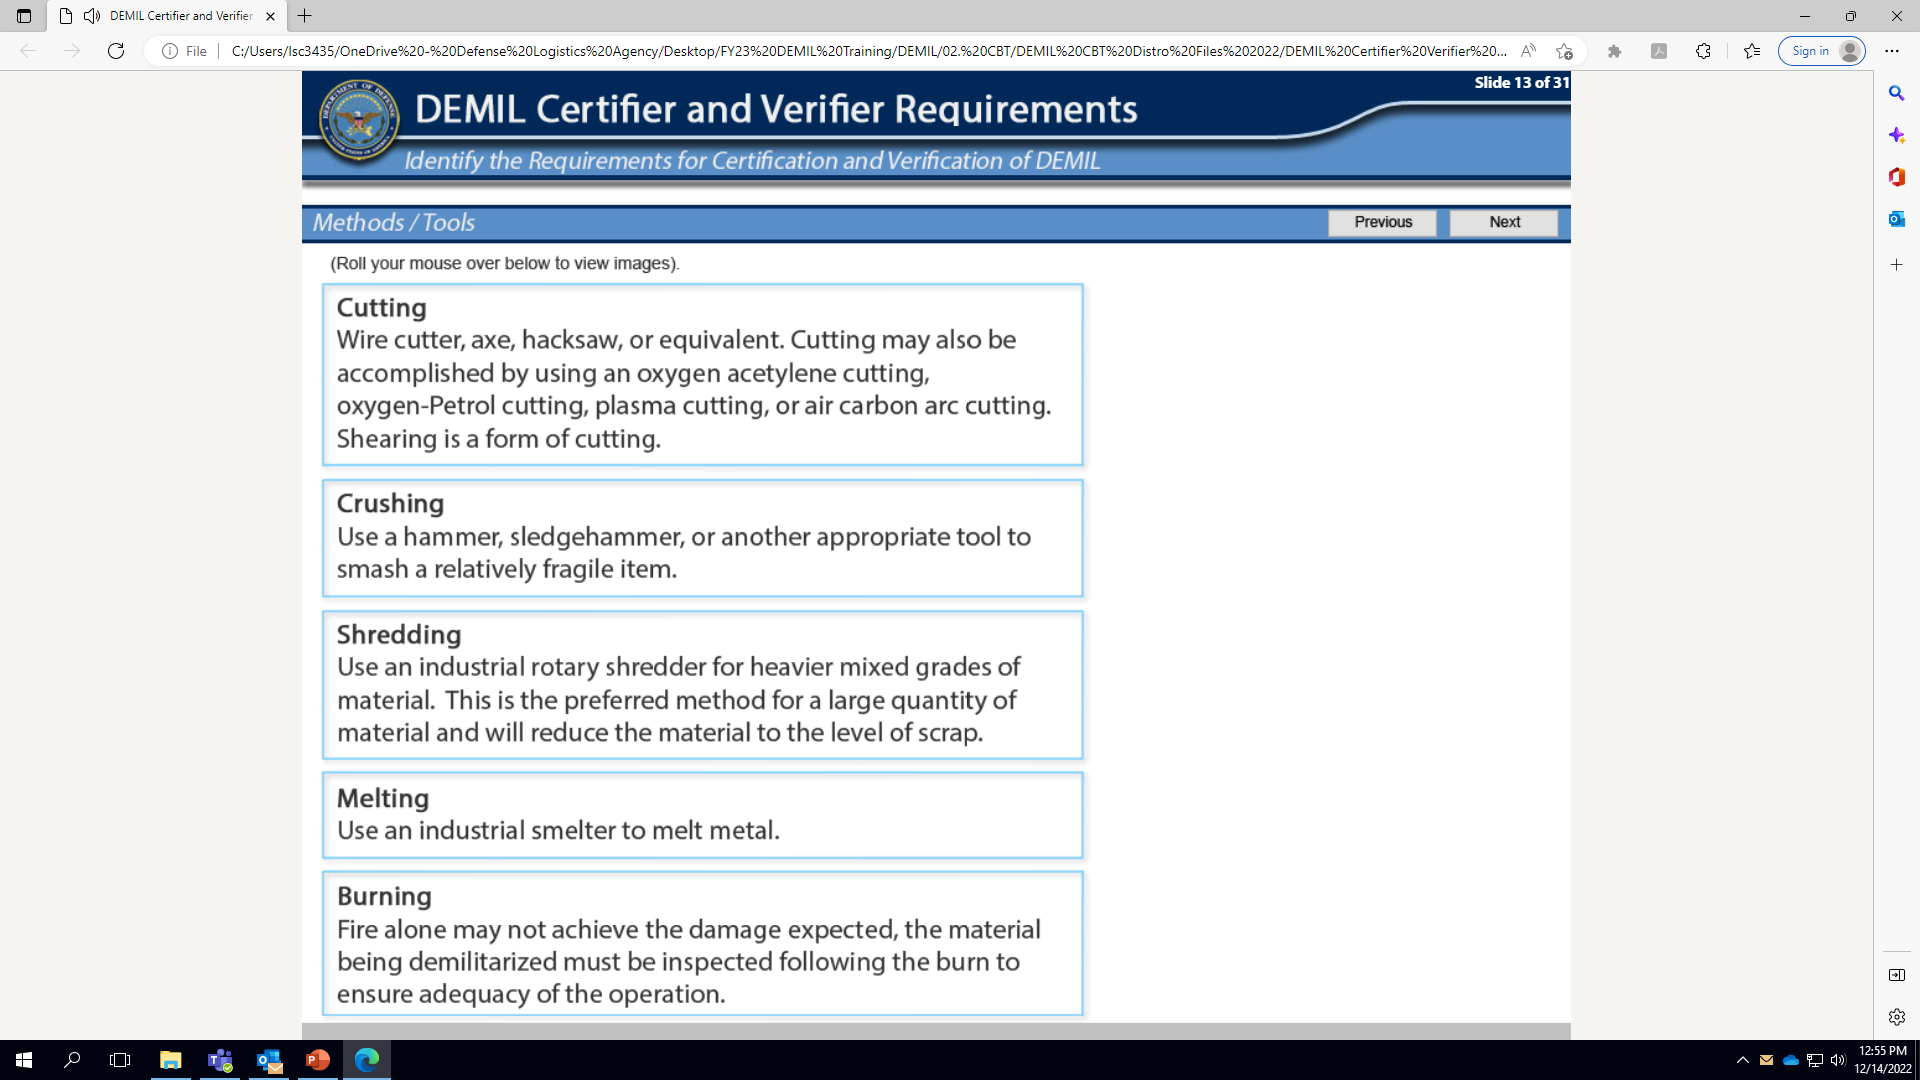 DEMIL Certifier and Verifier
Sign in
File
C:/Users/lsc3435/OneDrive%20-%20Defense%20Logistics%20Agency/Desktop/FY23%20DEMIL%20Training/DEMIL/02.%20CBT/DEMIL%20CBT%20Distro%20Files%202022/DEMIL%20Certifier%20Verifier%20...
Slide 13 of 31
DEMIL Certifier and Verifier Requirements
Identify the Requirements for Certification and Verification of DEMIL
Methods / Tools
Previous
Next
(Roll your mouse over below to view images).
Cutting
Wire cutter, axe, hacksaw, or equivalent. Cutting may also be
accomplished by using an oxygen acetylene cutting,
oxygen-Petrol cutting, plasma cutting, or air carbon arc cutting.
Shearing is a form of cutting.
Crushing
Use a hammer, sledgehammer, or another appropriate tool to
smash a relatively fragile item.
Shredding
Use an industrial rotary shredder for heavier mixed grades of
material. This is the preferred method for a large quantity of
material and will reduce the material to the level of scrap.
Melting
Use an industrial smelter to melt metal.
Burning
Fire alone may not achieve the damage expected, the material
being demilitarized must be inspected following the burn to
ensure adequacy of the operation.
12:55 PM
12/14/2022